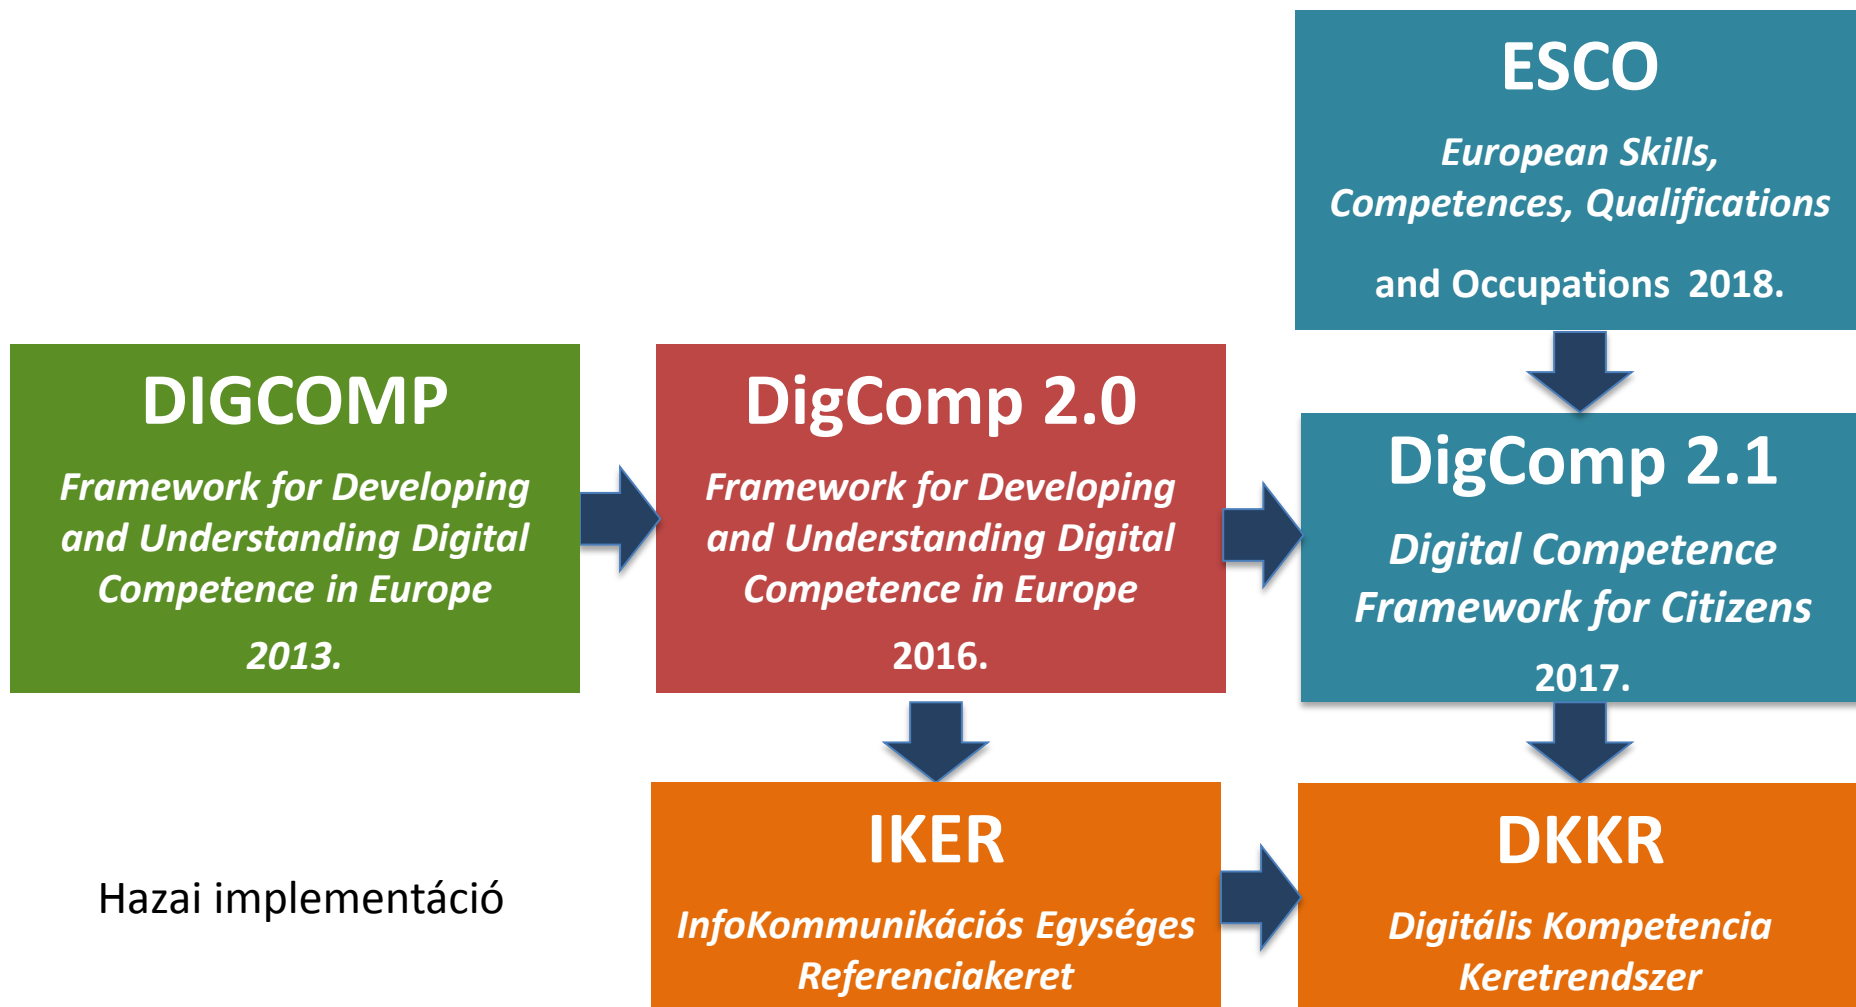 ESCO
European Skills,
Competences, Qualifications
and Occupations 2018.
DIGCOMP
Framework for Developing
and Understanding Digital
Competence in Europe
2013.
DigComp 2.0
Framework for Developing
and Understanding Digital
Competence in Europe
2016.
DigComp 2.1
Digital Competence
Framework for Citizens
2017.
Hazai implementáció
IKER
InfoKommunikációs Egységes
Referenciakeret
DKKR
Digitális Kompetencia
Keretrendszer